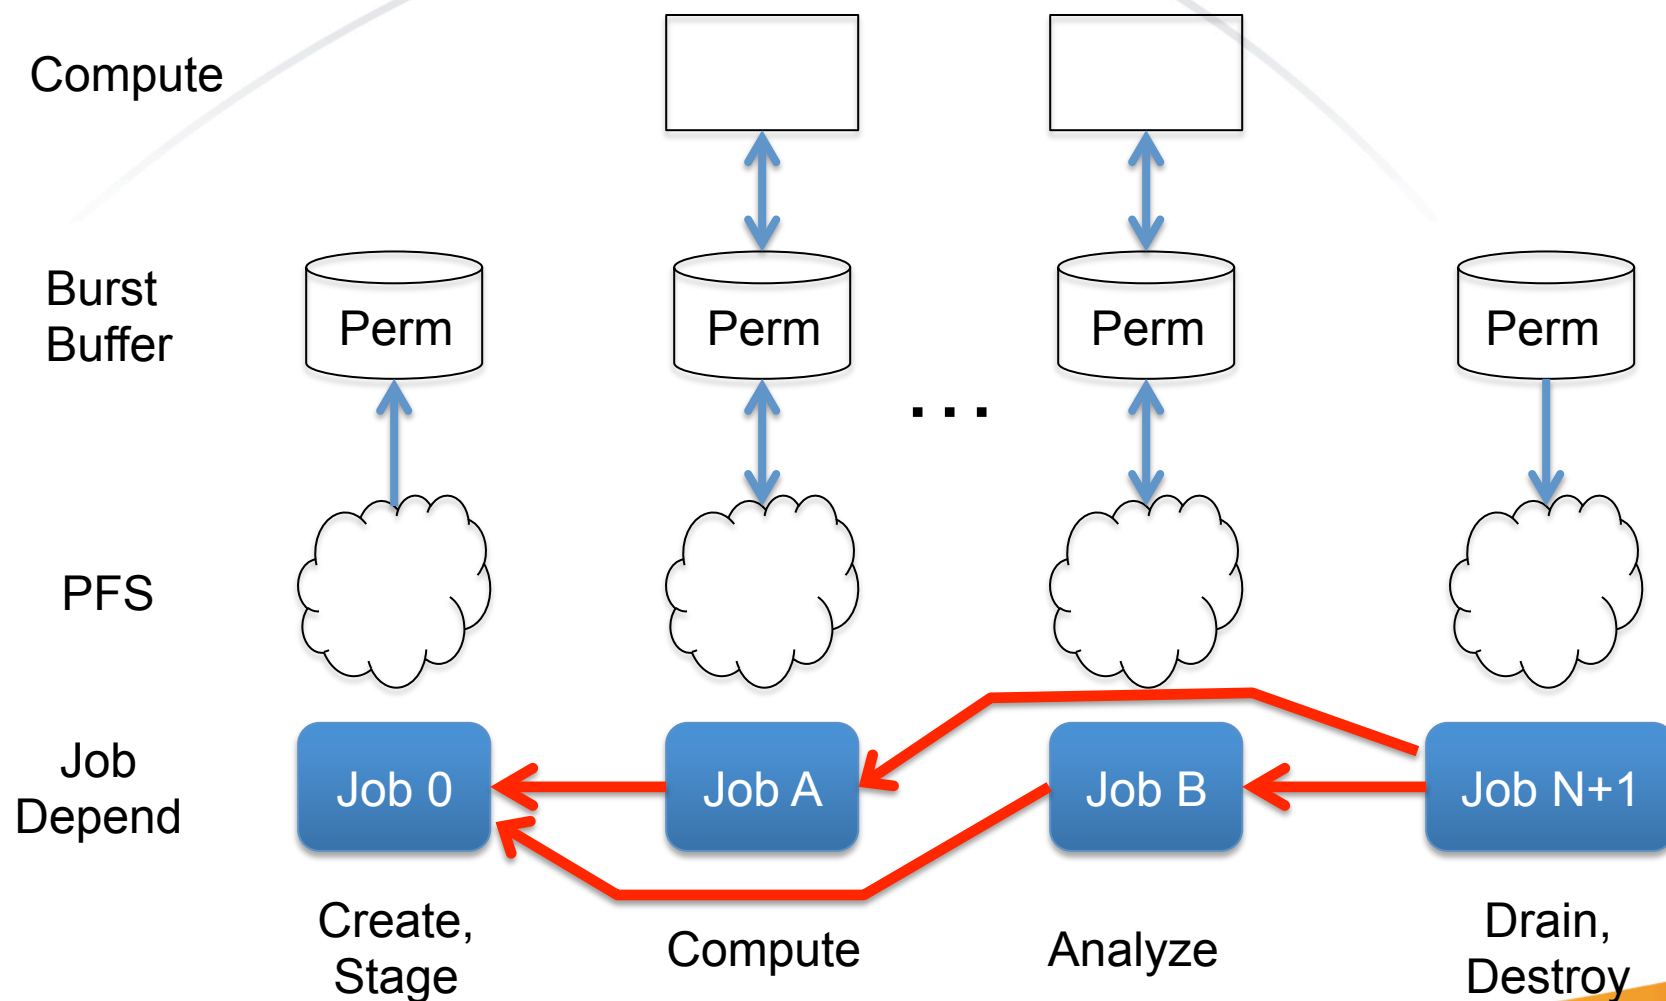 Compute
Burst
Buffer
Perm
Perm
Perm
Perm
...
PFS
Job
Depend
Job 0
Job A
Job B
Job N+1
Create,
Stage
Compute
Analyze
Drain,
Destroy